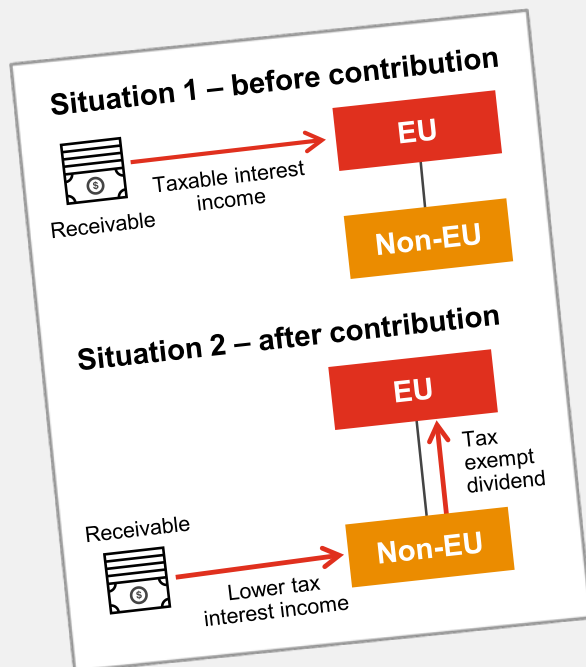 Situation 1 – before contribution
EU
Taxable interest
income
Receivable
Non-EU
Situation 2 – after contribution
EU
Tax
exempt
dividend
Receivable
Non-EU
Lower tax
interest income
$
$